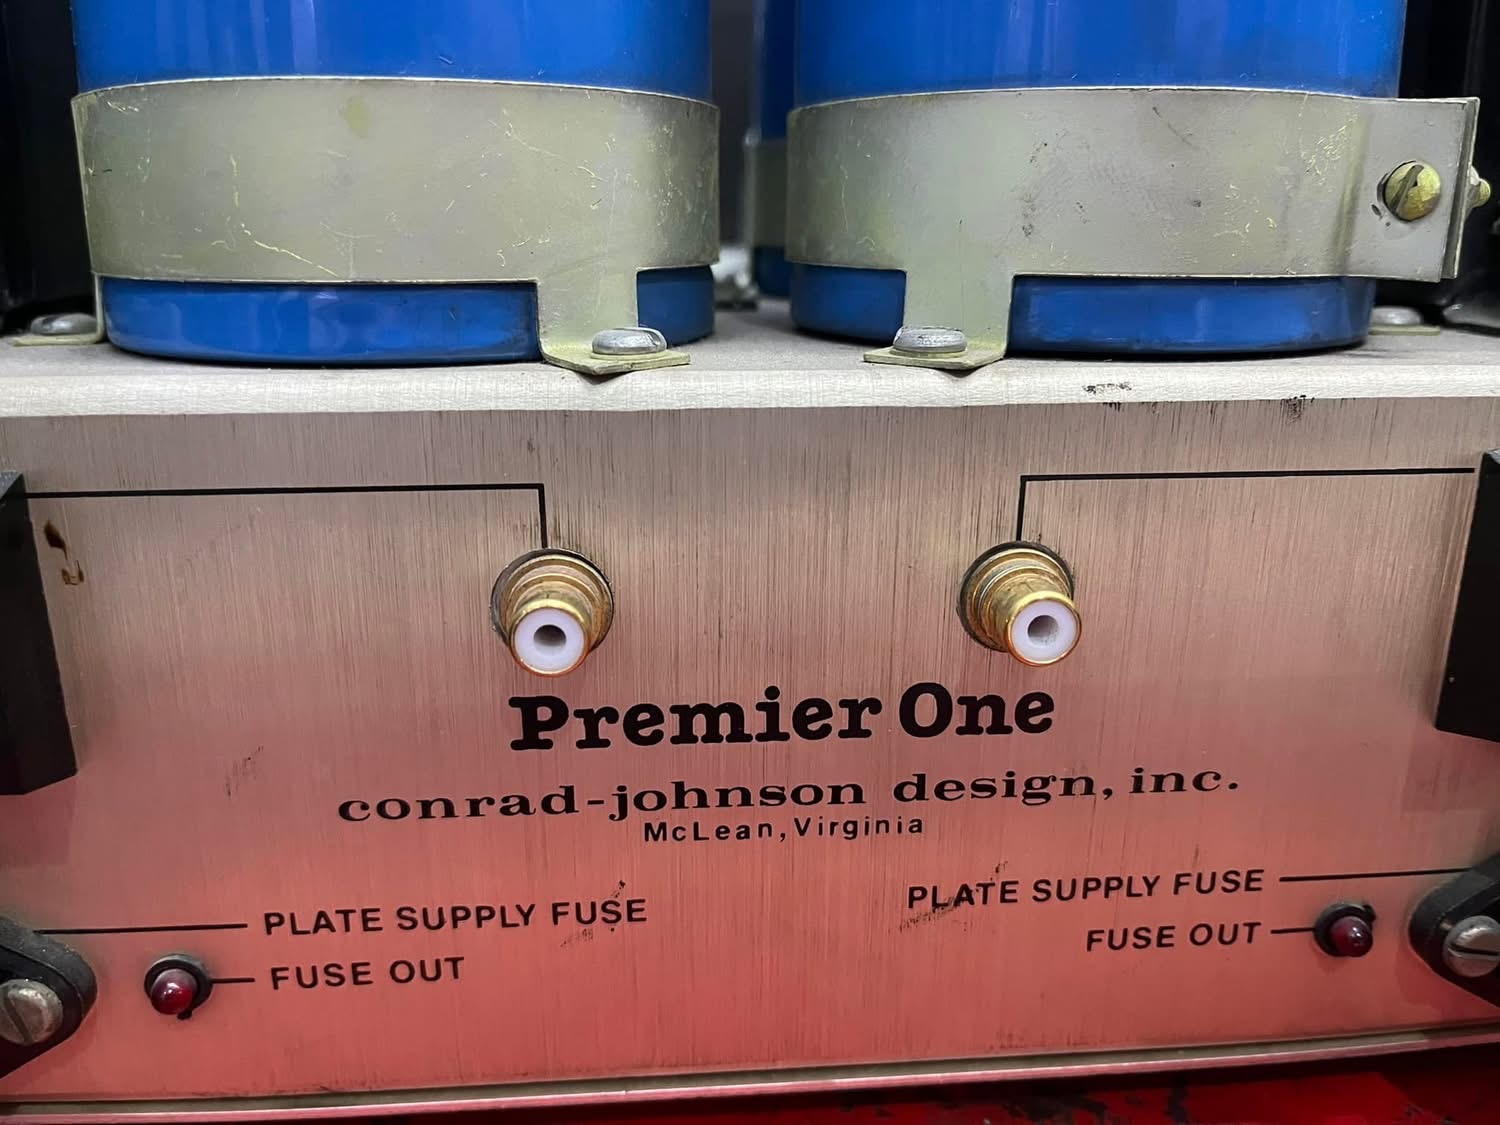 Premier One
conrad-johnson design, inc.
McLean, Virginia
PLATE SUPPLY FUSE
FUSE OUT
PLATE SUPPLY FUSE
FUSE OUT